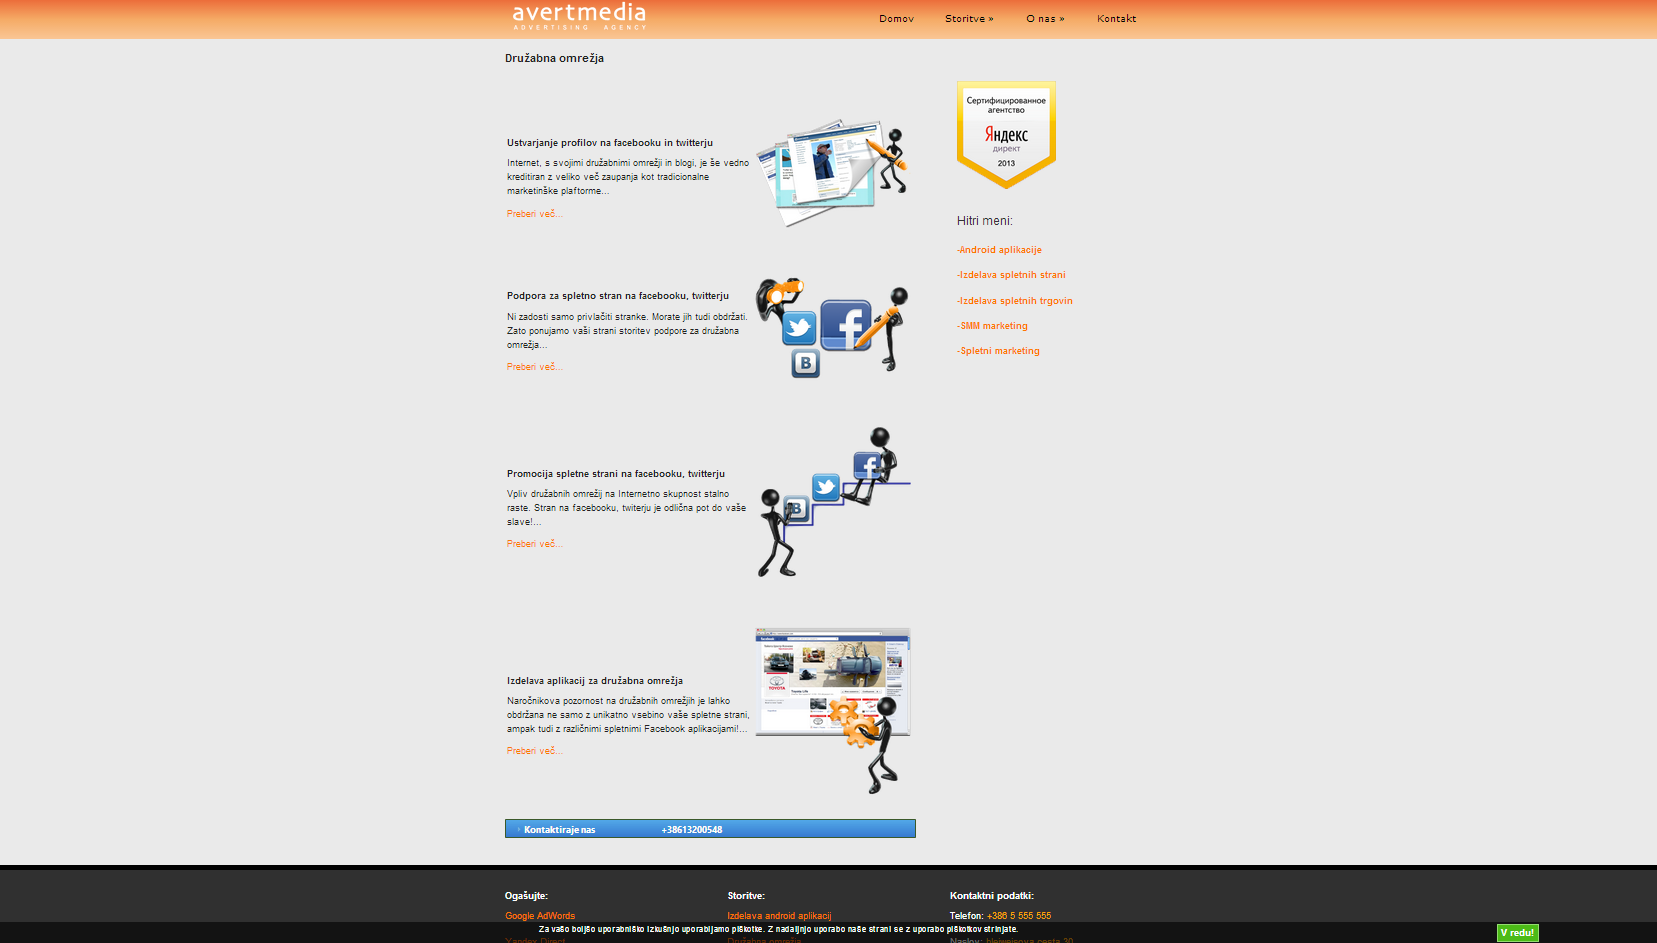 avertmedia
ADVERTISING AGENCY
Domov
Storitve »
O nas »
Kontakt
Družabna omrežja
Ustvarjanje profilov na facebooku in twitterju
Internet, s svojimi družabnimi omrežji in blogi, je še vedno
kreditiran z veliko več zaupanja kot tradicionalne
marketinške plaftorme...
Preberi več...
Podpora za spletno stran na facebooku, twitterju
Ni zadosti samo privlačiti stranke. Morate jih tudi obdržati.
Zato ponujamo vaši strani storitev podpore za družabna
omrežja...
Preberi več...
Promocija spletne strani na facebooku, twitterju
Vpliv družabnih omrežij na Internetno skupnost stalno
raste. Stran na facebooku, twiterju je odlična pot do vaše
slave!...
Preberi več...
Izdelava aplikacij za družabna omrežja
Naročnikova pozornost na družabnih omrežjih je lahko
obdržana ne samo z unikatno vsebino vaše spletne strani,
ampak tudi z različnimi spletnimi Facebook aplikacijami!...
Preberi več...
facebook
TOYOTA
Toyota Life
Kontaktiraje nas
+38613200548
Сертифицированное
агентство
Яндекс
директ
2013
Hitri meni:
-Android aplikacije
-Izdelava spletnih strani
-Izdelava spletnih trgovin
-SMM marketing
-Spletni marketing
Ogašujte:
Google AdWords
Yandex Direct
Storitve:
Izdelava android aplikacij
Družabna omrežja
Kontaktni podatki:
Telefon: +386 5 555 555
Naslov: bleiweisova cesta 30
Za vašo boljšo uporabniško izkušnjo uporabljamo piškotke. Z nadaljnjo uporabo naše strani se z uporabo piškotkov strinjate.
V redu!